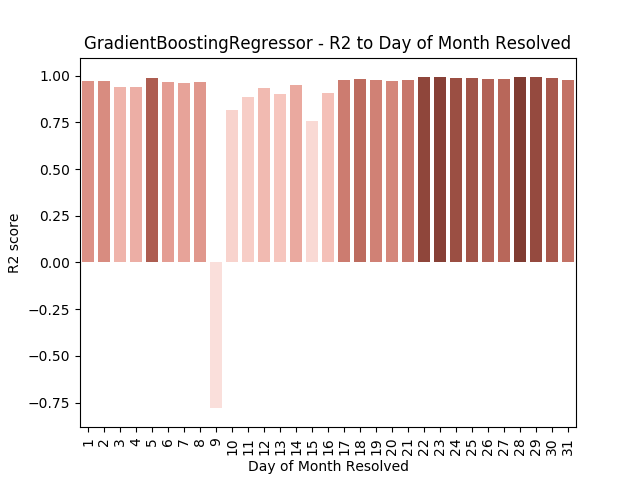 GradientBoostingRegressor - R2 to Day of Month Resolved
R2 score
1.00
0.75
0.50
0.25
0.00
−0.25
−0.50
−0.75
1 2 3 4 5 6 7 8 9 10 11 12 13 14 15 16 17 18 19 20 21 22 23 24 25 26 27 28 29 30 31
Day of Month Resolved